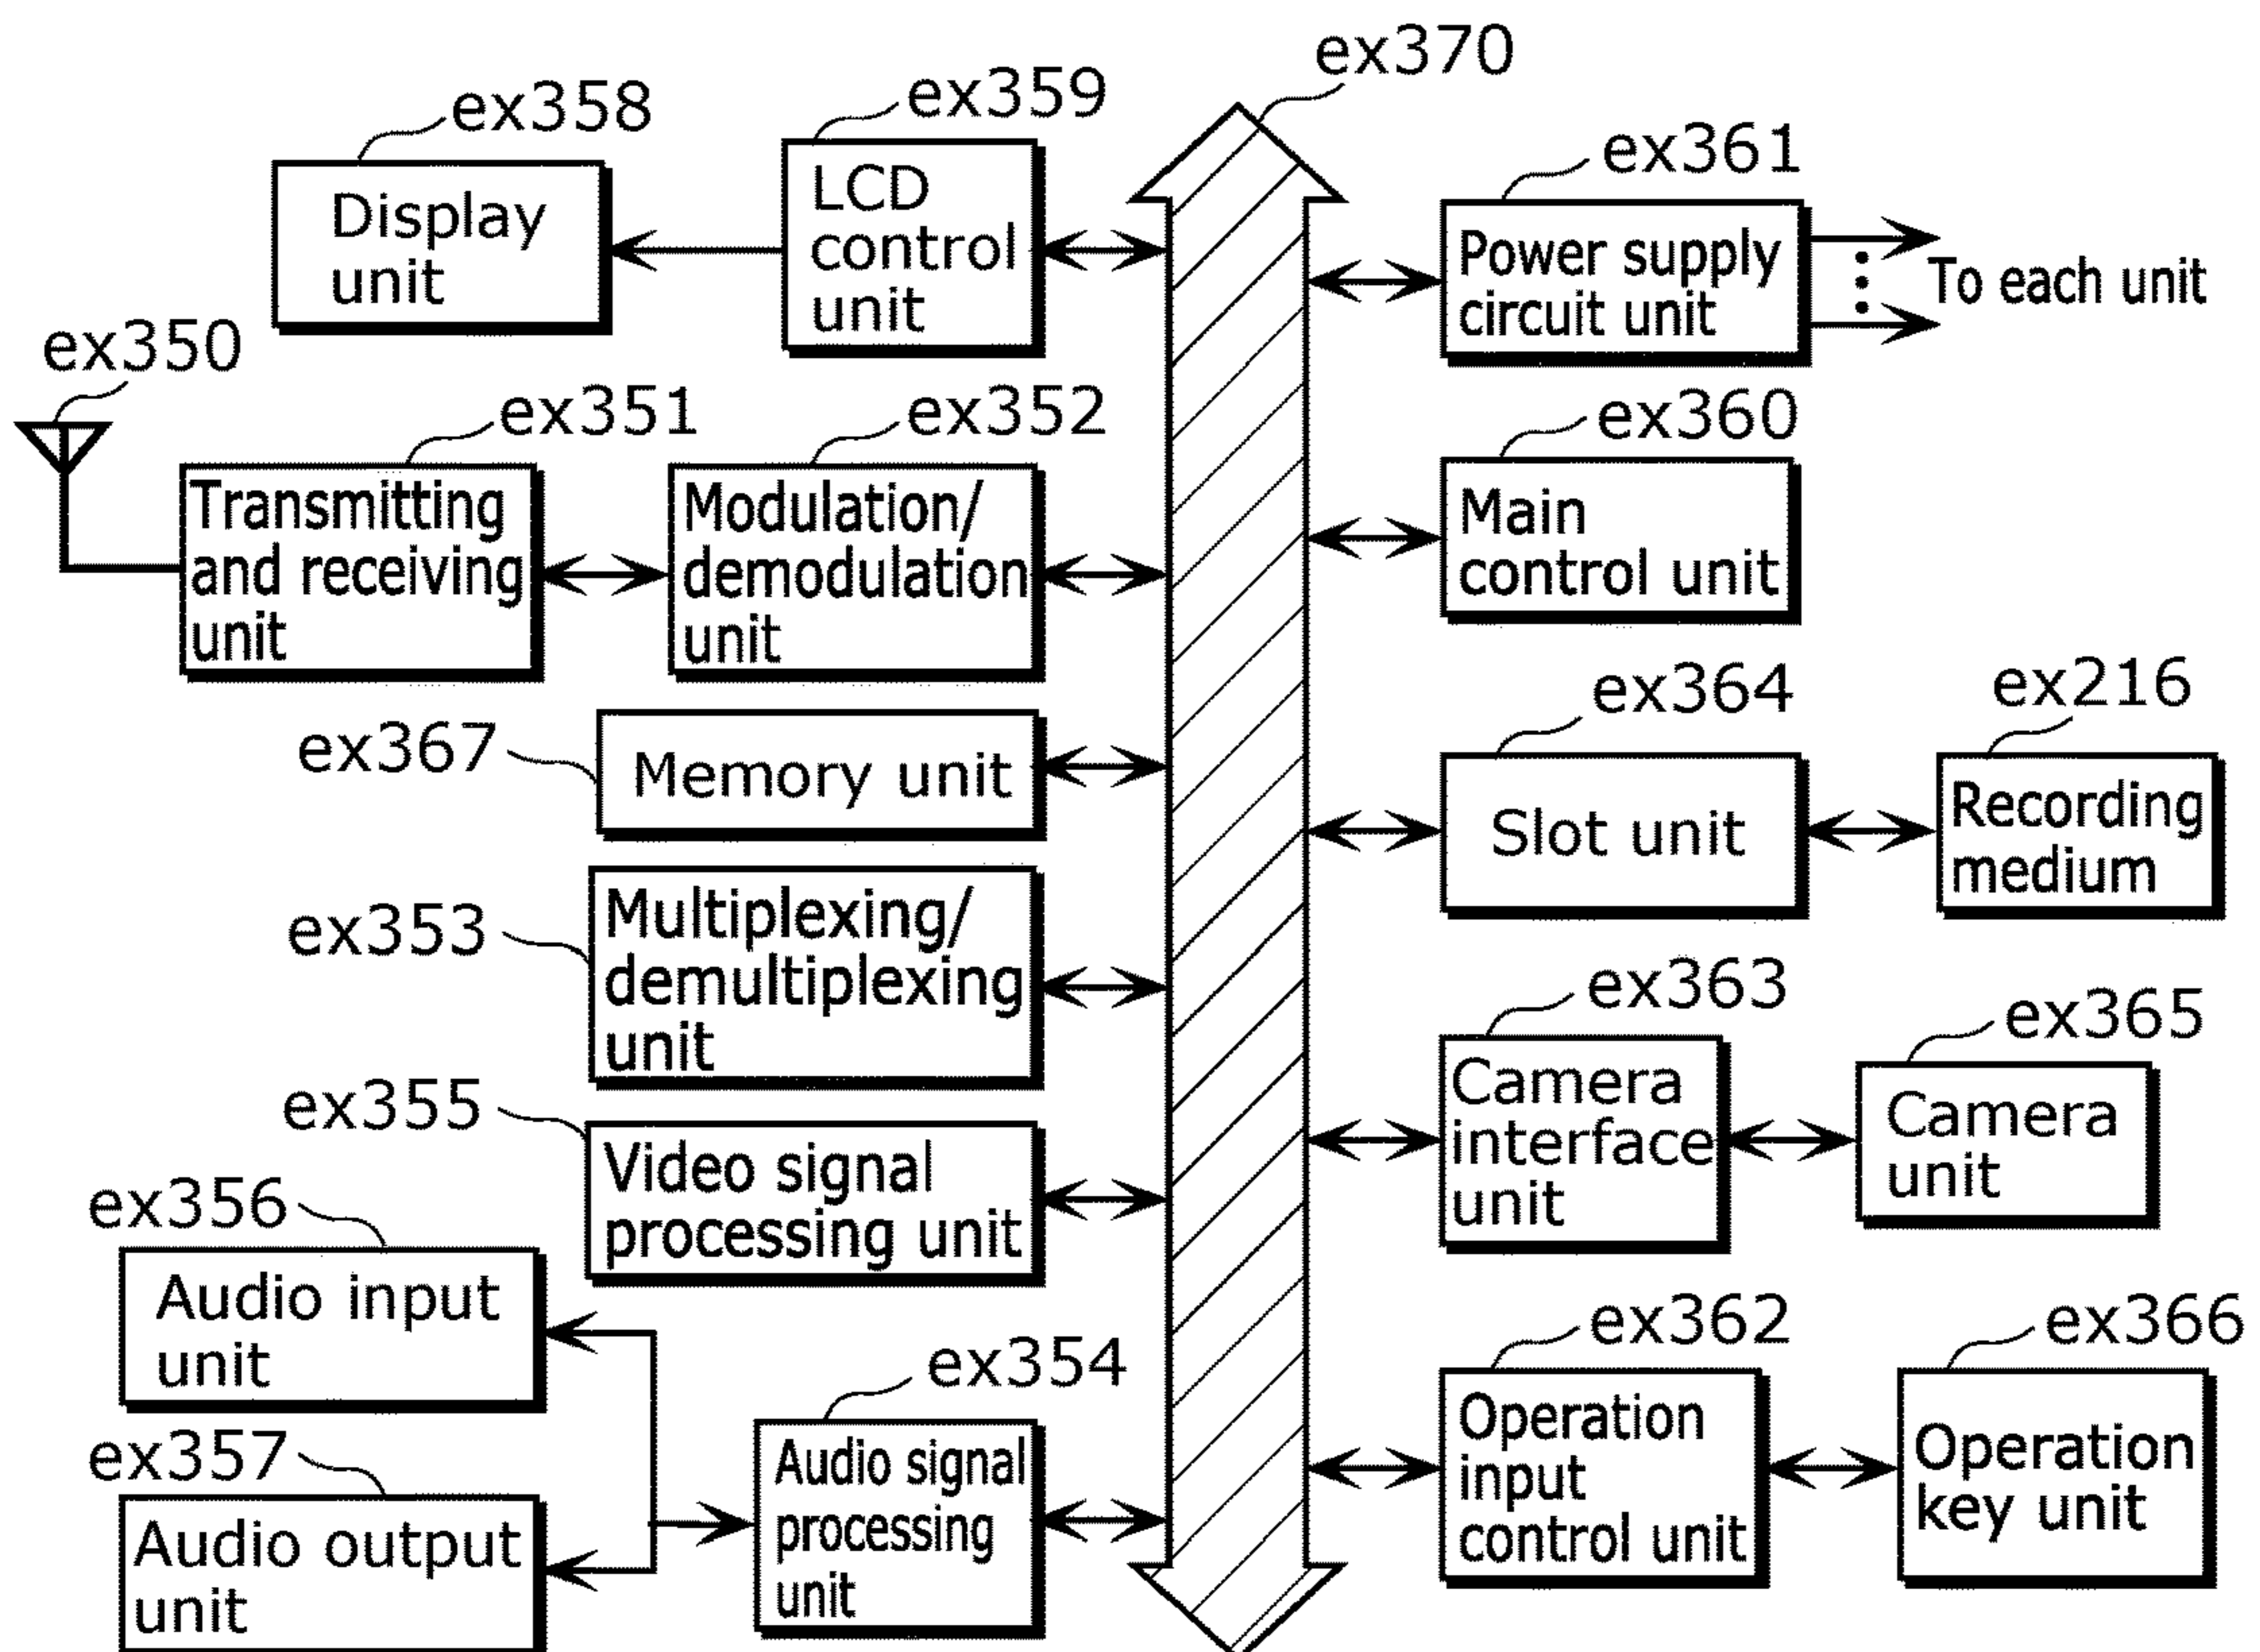 ex370
ex358
ex359
ex361
Display
unit
LCD
control
unit
Power supply
circuit unit
To each unit
ex350
ex351
ex352
ex360
Transmitting
and receiving
unit
Modulation/
demodulation
unit
Main
control unit
ex367
Memory unit
ex364
ex216
Slot unit
Recording
medium
ex353
Multiplexing/
demultiplexing
unit
ex363
ex365
Camera
interface
unit
Camera
unit
ex355
Video signal
processing unit
ex356
Audio input
unit
ex354
ex362
ex366
Operation
input
control unit
Operation
key unit
ex357
Audio output
unit
Audio signal
processing
unit